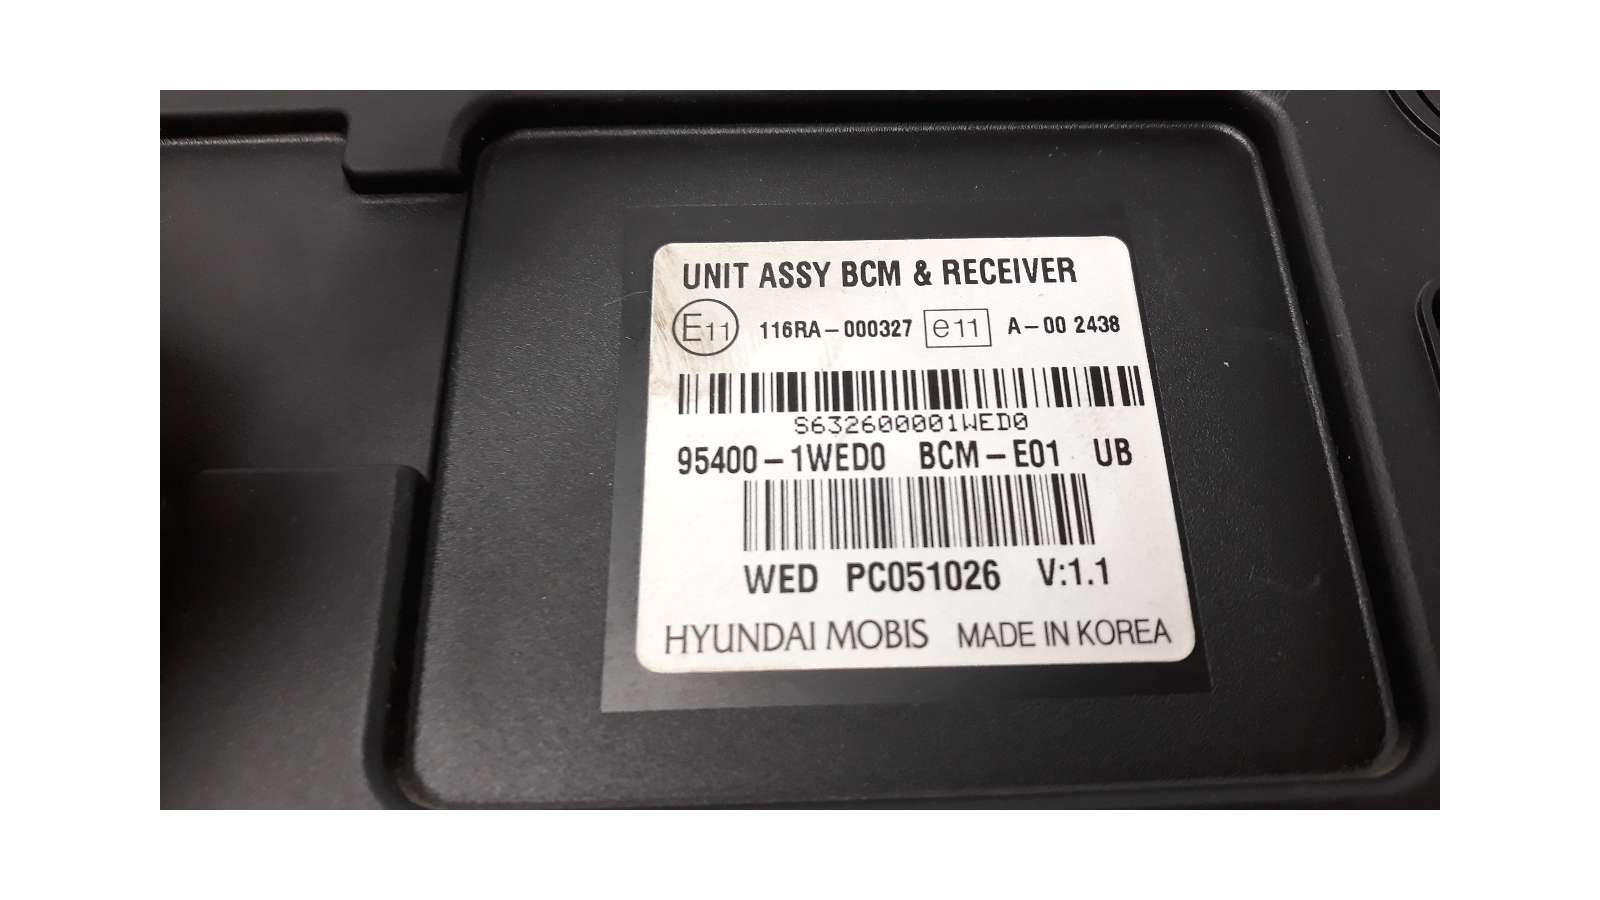 UNIT ASSY BCM & RECEIVER
E11 116RA-000327 e11 A-00 2438
S632600001WED0
95400-1WED0 BCM-E01 UB
WED PC051026 V:1.1
HYUNDAI MOBIS MADE IN KOREA